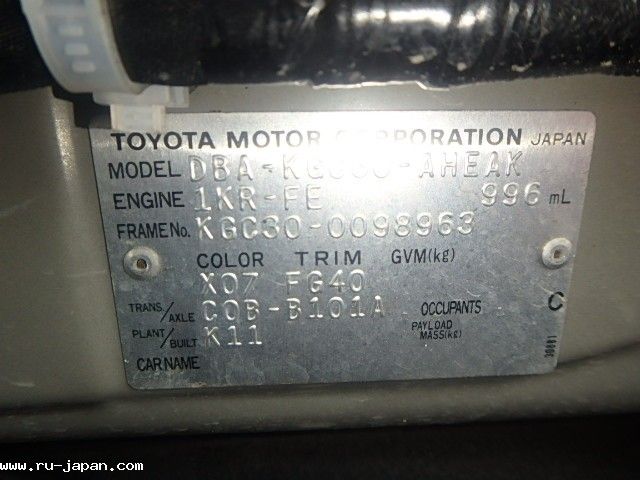 TOYOTA MOTOR CORPORATION JAPAN
MODEL DBA-KGC30-AHEAK
ENGINE 1KR-FE 996 mL
FRAME No. KGC30-0098963
COLOR TRIM GVM(kg)
X07 FG40
TRANS./AXLE C0B-B101A OCCUPANTS C
PLANT/BUILT K11 PAYLOAD MASS(kg)
CAR NAME
www.ru-japan.com